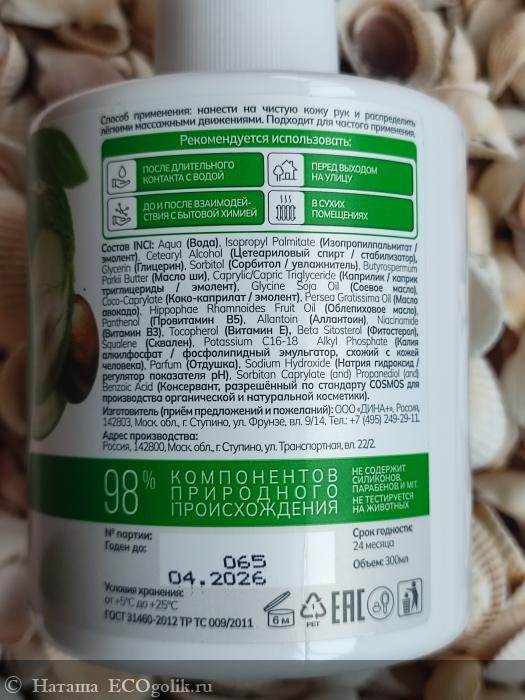 Способ применения: нанести на чистую кожу рук и распределить
лёгкими массажными движениями. Подходит для частого применения.
Рекомендуется использовать:
ПОСЛЕ ДЛИТЕЛЬНОГО
КОНТАКТА С ВОДОЙ
ПЕРЕД ВЫХОДОМ
НА УЛИЦУ
ДО И ПОСЛЕ ВЗАИМОДЕЙ-
СТВИЯ С БЫТОВОЙ ХИМИЕЙ
В СУХИХ
ПОМЕЩЕНИЯХ
Состав INCI: Aqua (Вода), Isopropyl Palmitate (Изопропилпальмитат /
эмолент), Cetearyl Alcohol (Цетеариловый спирт / стабилизатор),
Glycerin (Глицерин), Sorbitol (Сорбитол / увлажнитель), Butyrospermum
Parkii Butter (Масло ши), Caprylic/Capric Triglyceride (Каприлик / каприк
триглицериды / эмолент), Glycine Soja Oil (Соевое масло),
Coco-Caprylate (Коко-каприлат / эмолент), Persea Gratissima Oil (Масло
авокадо), Hippophae Rhamnoides Fruit Oil (Облепиховое масло),
Panthenol (Провитамин B5), Allantoin (Аллантоин), Niacinamide
(Витамин B3), Tocopherol (Витамин Е), Beta Sitosterol (Фитостерол),
Squalene (Сквален), Potassium C16-18 Alkyl Phosphate (Калия
алкилфосфат / фосфолипидный эмульгатор, схожий с кожей
человека), Parfum (Отдушка), Sodium Hydroxide (Натрия гидроксид /
регулятор показателя pH), Sorbitan Caprylate (and) Propanediol (and)
Benzoic Acid (Консервант, разрешённый по стандарту COSMOS для
производства органической и натуральной косметики).
Изготовитель (приём предложений и пожеланий): ООО «ДИНА+», Россия,
142803, Моск. обл., г. Ступино, ул. Фрунзе, вл. 9/14. Тел.: +7 (495) 249-29-11.
Адрес производства:
Россия, 142800, Моск. обл., г. Ступино, ул. Транспортная, вл. 22/2.
98% КОМПОНЕНТОВ
ПРИРОДНОГО
ПРОИСХОЖДЕНИЯ
НЕ СОДЕРЖИТ
СИЛИКОНОВ,
ПАРАБЕНОВ И MIT.
НЕ ТЕСТИРУЕТСЯ
НА ЖИВОТНЫХ
№ партии:
Годен до:
065
04.2026
Срок годности:
24 месяца
Объем: 300мл
Условия хранения:
от +5°С до +25°С
ГОСТ 31460-2012 ТР ТС 009/2011
6 м
PET
EAC
© Наташа ECOgolik.ru